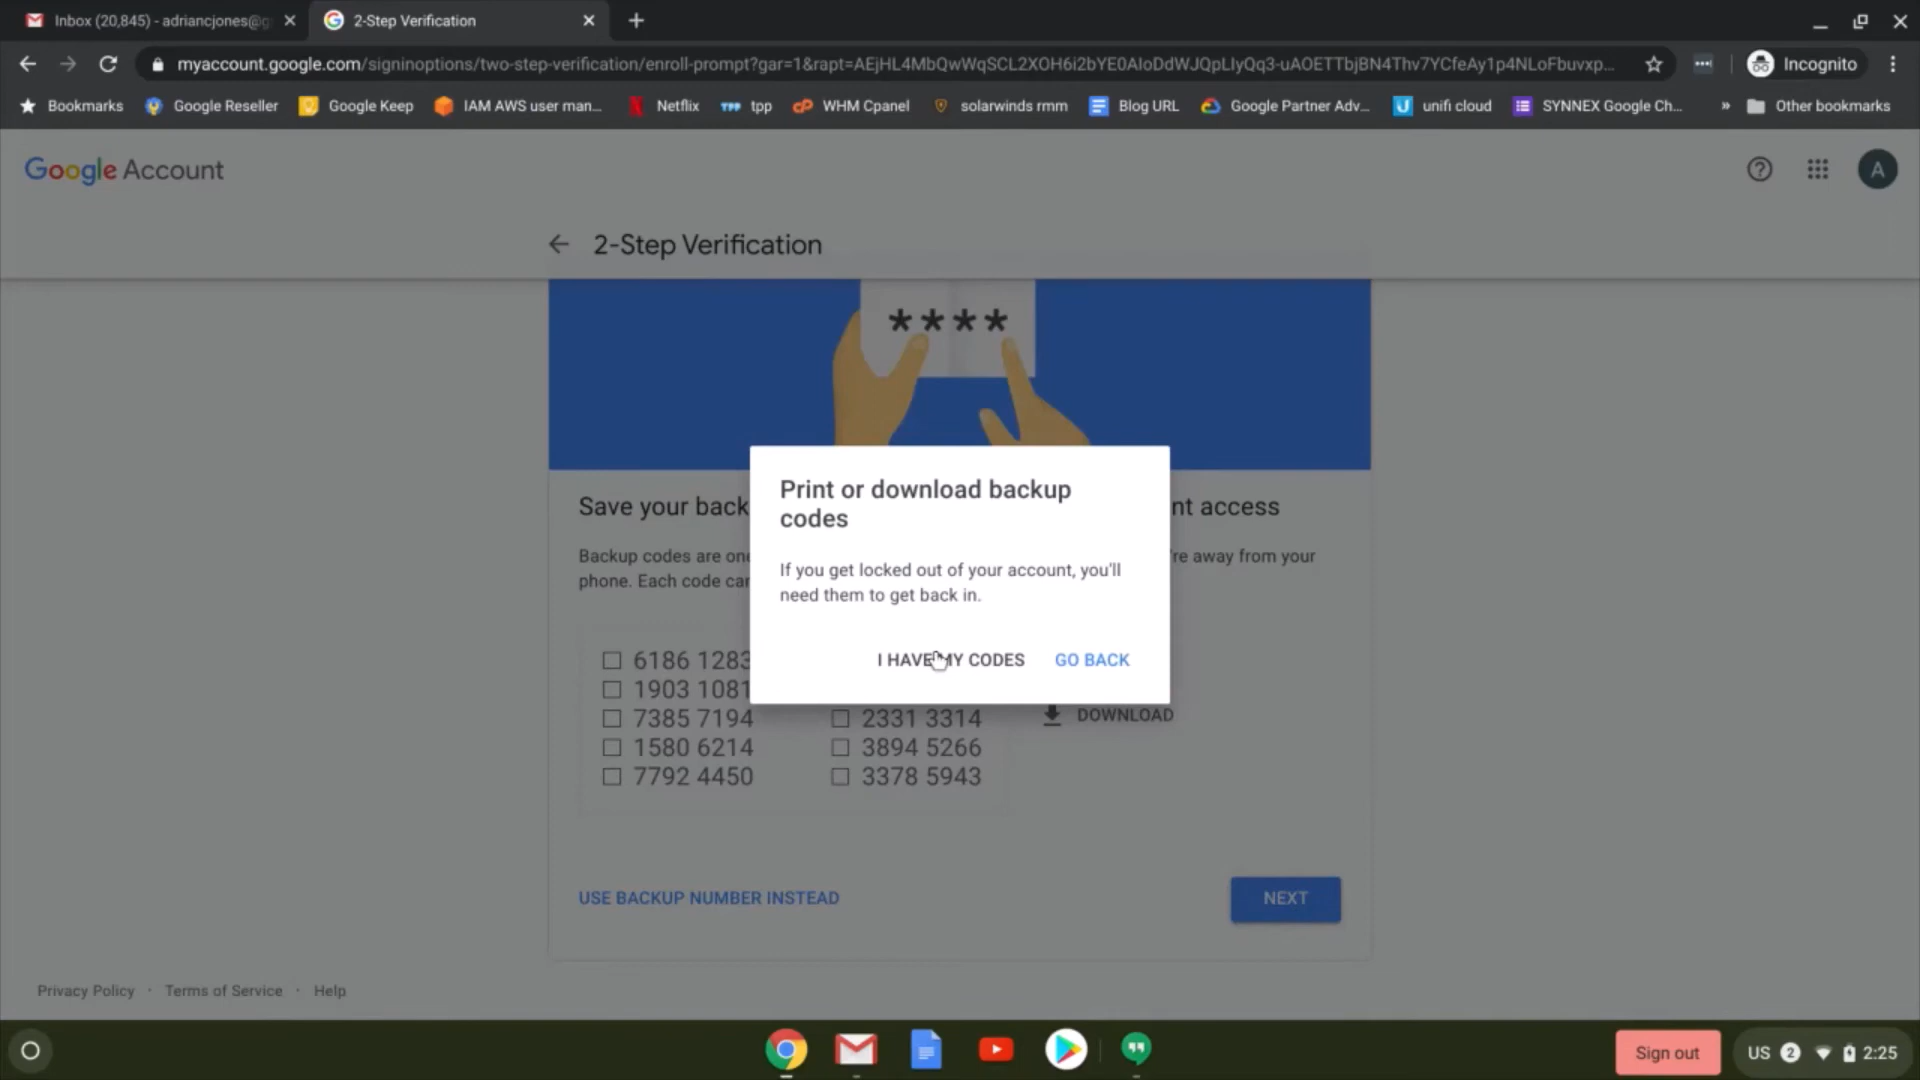 Inbox (20,845) - adriancjones@g
2-Step Verification
myaccount.google.com/signinoptions/two-step-verification/enroll-prompt?gar=1&rapt=AEjHL4MbQwWqSCL2XOH6i2bYE0AIoDdWJQpLIyQq3-uAOETTbjBN4Thv7YCfeAy1p4NLoFbuvxp...
Incognito
Bookmarks
Google Reseller
Google Keep
IAM AWS user man...
Netflix
tpp
WHM Cpanel
solarwinds rmm
Blog URL
Google Partner Adv...
unifi cloud
SYNNEX Google Ch...
»
Other bookmarks
Google Account
A
2-Step Verification
****
Save your back
nt access
Backup codes are one
're away from your
phone. Each code car
Print or download backup
codes
If you get locked out of your account, you'll
need them to get back in.
I HAVE MY CODES
GO BACK
6186 1283
1903 1081
7385 7194
2331 3314
DOWNLOAD
1580 6214
3894 5266
7792 4450
3378 5943
USE BACKUP NUMBER INSTEAD
NEXT
Privacy Policy · Terms of Service · Help
Sign out
US 2 2:25